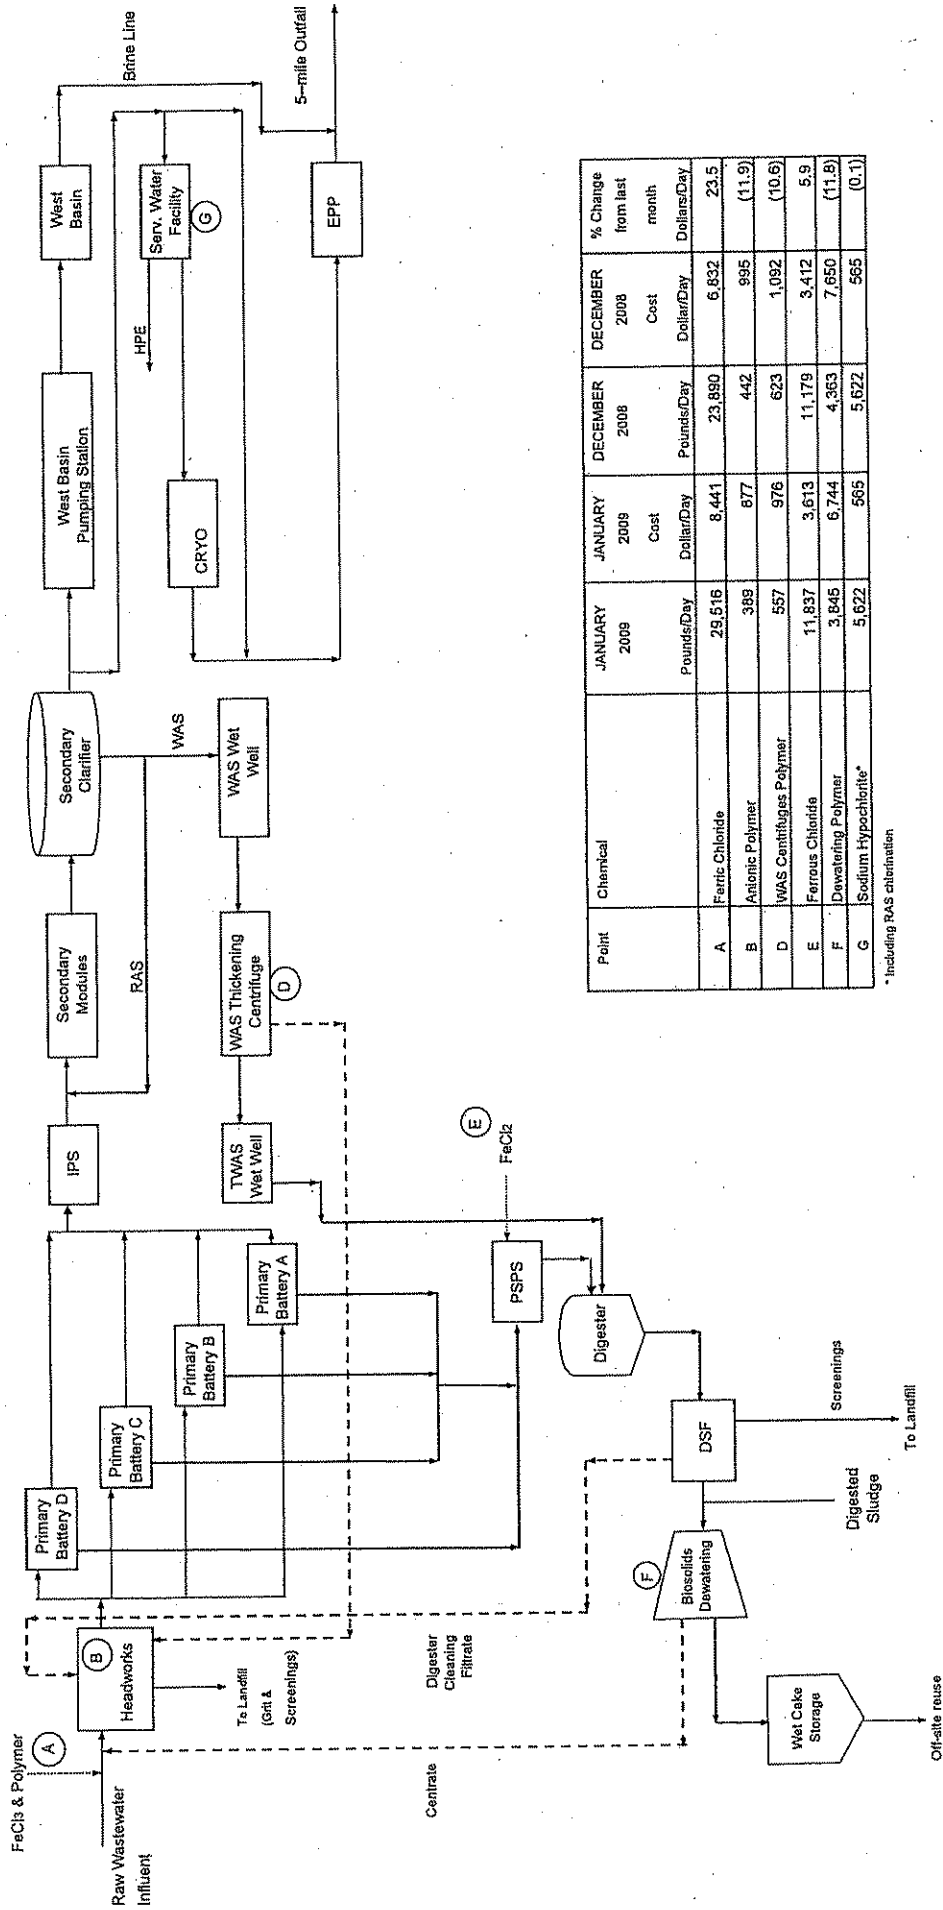 FeCl3 & Polymer
A
Raw Wastewater
Influent
B
Headworks
To Landfill
(Grit &
Screenings)
Primary
Battery D
Primary
Battery C
Primary
Battery B
Primary
Battery A
IPS
Secondary
Modules
RAS
Secondary
Clarifier
WAS
WAS Wet
Well
WAS Thickening
Centrifuge
D
TWAS
Wet Well
West Basin
Pumping Station
West
Basin
Brine Line
Serv. Water
Facility
G
HPE
CRYO
EPP
5-mile Outfall
E
FeCl2
PSPS
Digester
DSF
Screenings
To Landfill
Digested
Sludge
F
Biosolids
Dewatering
Wet Cake
Storage
Off-site reuse
Centrate
Digester
Cleaning
Filtrate
Point Chemical JANUARY 2009 Pounds/Day JANUARY 2009 Cost Dollar/Day DECEMBER 2008 Pounds/Day DECEMBER 2008 Cost Dollar/Day % Change from last month Dollars/Day
A Ferric Chloride 29,516 8,441 23,890 6,832 23.5
B Anionic Polymer 389 877 442 995 (11.9)
D WAS Centrifuges Polymer 557 976 623 1,092 (10.6)
E Ferrous Chloride 11,837 3,613 11,179 3,412 5.9
F Dewatering Polymer 3,845 6,744 4,363 7,650 (11.8)
G Sodium Hypochlorite* 5,622 565 5,622 565 (0.1)
* Including RAS chlorination